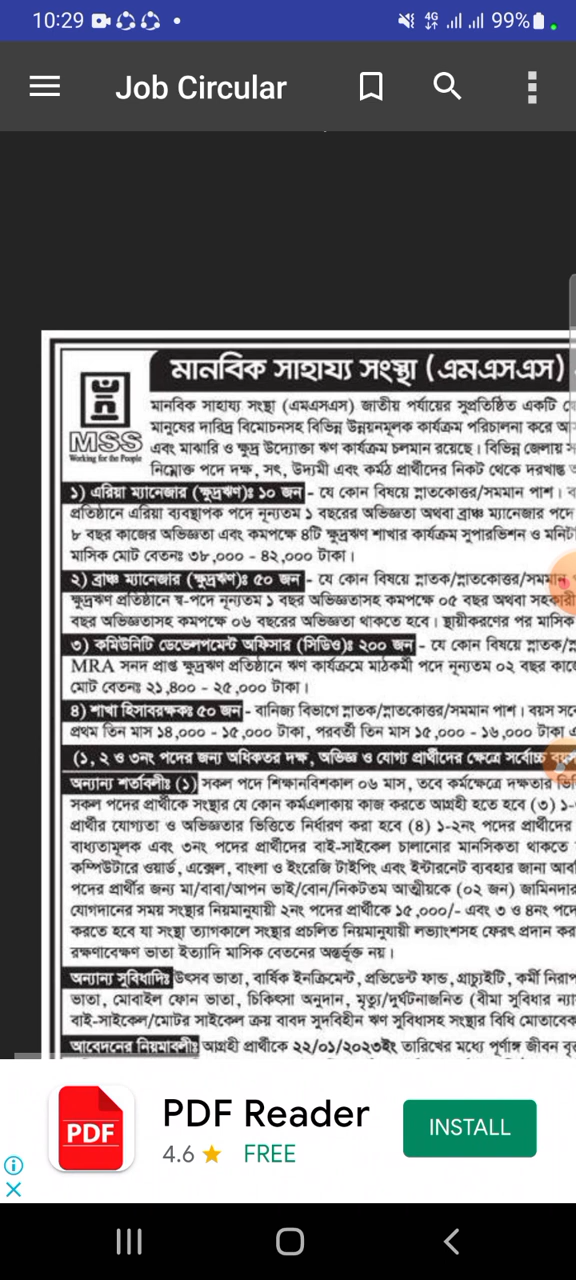 10:29
4G
99%
Job Circular
মানবিক সাহায্য সংস্থা (এমএসএস)
MSS
Working for the People
মানবিক সাহায্য সংস্থা (এমএসএস) জাতীয় পর্যায়ের সুপ্রতিষ্ঠিত একটি
মানুষের দারিদ্র বিমোচনসহ বিভিন্ন উন্নয়নমূলক কার্যক্রম পরিচালনা করে
এবং মাঝারি ও ক্ষুদ্র উদ্যোক্তা ঋণ কার্যক্রম চলমান রয়েছে। বিভিন্ন জেলায়
নিম্নোক্ত পদে দক্ষ, সৎ, উদ্যমী এবং কর্মঠ প্রার্থীদের নিকট থেকে দরখাস্ত
১) এরিয়া ম্যানেজার (ক্ষুদ্রঋণ)ঃ ১০ জন - যে কোন বিষয়ে স্নাতকোত্তর/সমমান পাশ।
প্রতিষ্ঠানে এরিয়া ব্যবস্থাপক পদে নূন্যতম ১ বছরের অভিজ্ঞতা অথবা ব্রাঞ্চ ম্যানেজার পদে
৮ বছর কাজের অভিজ্ঞতা এবং কমপক্ষে ৪টি ক্ষুদ্রঋণ শাখার কার্যক্রম সুপারভিশন ও
মাসিক মোট বেতনঃ ৩৮,০০০ - ৪২,০০০ টাকা।
২) ব্রাঞ্চ ম্যানেজার (ক্ষুদ্রঋণ)ঃ ৫০ জন - যে কোন বিষয়ে স্নাতক/স্নাতকোত্তর/সমমান
ক্ষুদ্রঋণ প্রতিষ্ঠানে স্ব-পদে নূন্যতম ১ বছর অভিজ্ঞতাসহ কমপক্ষে ০৫ বছর অথবা সহকারী
বছর অভিজ্ঞতাসহ কমপক্ষে ০৬ বছরের অভিজ্ঞতা থাকতে হবে। স্থায়ীকরণের পর মাসিক
৩) কমিউনিটি ডেভেলপমেন্ট অফিসার (সিডিও)ঃ ২০০ জন - যে কোন বিষয়ে স্নাতক/
MRA সনদ প্রাপ্ত ক্ষুদ্রঋণ প্রতিষ্ঠানে ঋণ কার্যক্রমে মাঠকর্মী পদে নূন্যতম ০২ বছর
মোট বেতনঃ ২১,৪০০ - ২৫,০০০ টাকা।
৪) শাখা হিসাবরক্ষকঃ ৫০ জন - বানিজ্য বিভাগে স্নাতক/স্নাতকোত্তর/সমমান পাশ। বয়স
প্রথম তিন মাস ১৪,০০০ - ১৫,০০০ টাকা, পরবর্তী তিন মাস ১৫,০০০ - ১৬,০০০ টাকা
(১, ২ ও ৩নং পদের জন্য অধিকতর দক্ষ, অভিজ্ঞ ও যোগ্য প্রার্থীদের ক্ষেত্রে সর্বোচ্চ
অন্যান্য শর্তাবলীঃ (১) সকল পদে শিক্ষানবিশকাল ০৬ মাস, তবে কর্মক্ষেত্রে দক্ষতার
সকল পদের প্রার্থীকে সংস্থার যে কোন কর্মএলাকায় কাজ করতে আগ্রহী হতে হবে (৩)
প্রার্থীর যোগ্যতা ও অভিজ্ঞতার ভিত্তিতে নির্ধারণ করা হবে (৪) ১-২নং পদের প্রার্থীদের
বাধ্যতামূলক এবং ৩নং পদের প্রার্থীদের বাই-সাইকেল চালানোর মানসিকতা থাকতে
কম্পিউটারে ওয়ার্ড, এক্সেল, বাংলা ও ইংরেজি টাইপিং এবং ইন্টারনেট ব্যবহার জানা
পদের প্রার্থীর জন্য মা/বাবা/আপন ভাই/বোন/নিকটতম আত্মীয়কে (০২ জন) জামিনদার
যোগদানের সময় সংস্থার নিয়মানুযায়ী ২নং পদের প্রার্থীকে ১৫,০০০/- এবং ৩ ও ৪নং
করতে হবে যা সংস্থা ত্যাগকালে সংস্থার প্রচলিত নিয়মানুযায়ী লভ্যাংশসহ ফেরৎ প্রদান
রক্ষণাবেক্ষণ ভাতা ইত্যাদি মাসিক বেতনের অন্তর্ভূক্ত নয়।
অন্যান্য সুবিধাদিঃ উৎসব ভাতা, বার্ষিক ইনক্রিমেন্ট, প্রভিডেন্ট ফান্ড, গ্র্যাচুইটি, কর্মী
ভাতা, মোবাইল ফোন ভাতা, চিকিৎসা অনুদান, মৃত্যু/দুর্ঘটনাজনিত (বীমা সুবিধার
বাই-সাইকেল/মোটর সাইকেল ক্রয় বাবদ সুদবিহীন ঋণ সুবিধাসহ সংস্থার বিধি মোতাবেক
আবেদনের নিয়মাবলীঃ আগ্রহী প্রার্থীকে ২২/০১/২০২৩ইং তারিখের মধ্যে পূর্ণাঙ্গ জীবন
PDF
PDF Reader
4.6 FREE
INSTALL